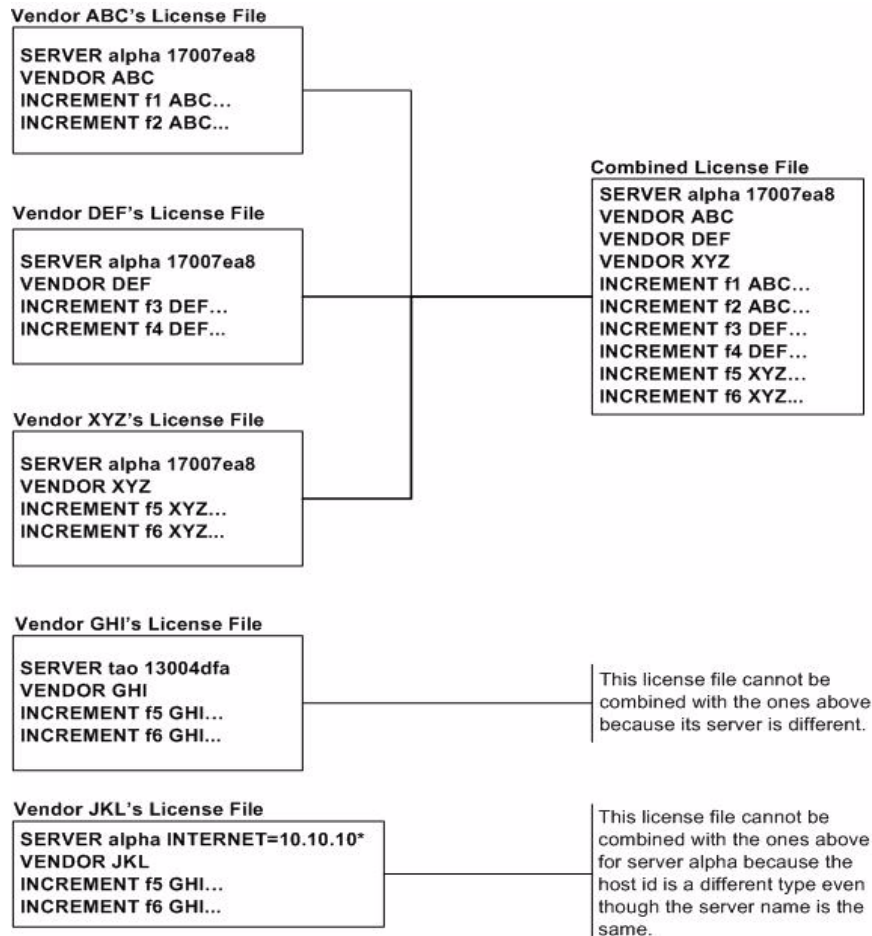 Vendor ABC's License File
SERVER alpha 17007ea8
VENDOR ABC
INCREMENT f1 ABC...
INCREMENT f2 ABC...
Vendor DEF's License File
SERVER alpha 17007ea8
VENDOR DEF
INCREMENT f3 DEF...
INCREMENT f4 DEF...
Vendor XYZ's License File
SERVER alpha 17007ea8
VENDOR XYZ
INCREMENT f5 XYZ...
INCREMENT f6 XYZ...
Combined License File
SERVER alpha 17007ea8
VENDOR ABC
VENDOR DEF
VENDOR XYZ
INCREMENT f1 ABC...
INCREMENT f2 ABC...
INCREMENT f3 DEF...
INCREMENT f4 DEF...
INCREMENT f5 XYZ...
INCREMENT f6 XYZ...
Vendor GHI's License File
SERVER tao 13004dfa
VENDOR GHI
INCREMENT f5 GHI...
INCREMENT f6 GHI...
This license file cannot be
combined with the ones above
because its server is different.
Vendor JKL's License File
SERVER alpha INTERNET=10.10.10*
VENDOR JKL
INCREMENT f5 GHI...
INCREMENT f6 GHI...
This license file cannot be
combined with the ones above
for server alpha because the
host id is a different type even
though the server name is the
same.